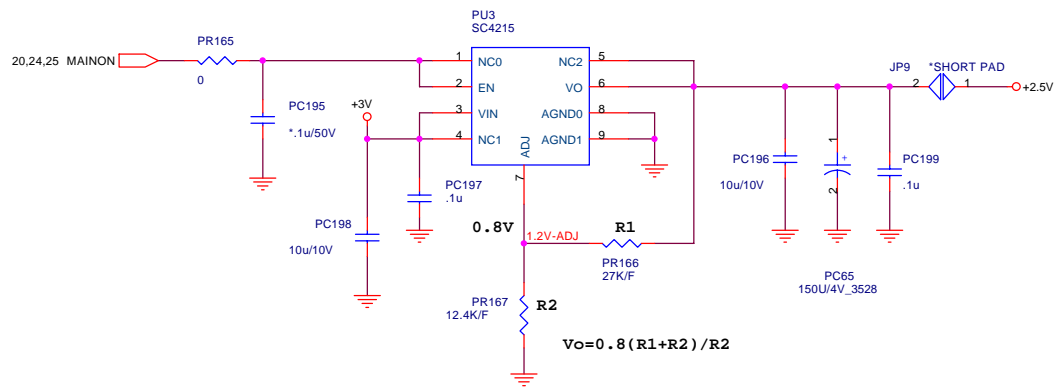 PU3
SC4215
20,24,25 MAINON
PR165
0
PC195
*.1u/50V
+3V
1
2
3
4
NC0
EN
VIN
NC1
ADJ
7
NC2
VO
AGND0
AGND1
5
6
8
9
PC197
.1u
PC198
10u/10V
0.8V
1.2V-ADJ
R1
PR166
27K/F
PR167
12.4K/F
R2
Vo=0.8(R1+R2)/R2
PC196
10u/10V
1
+
2
PC65
150U/4V_3528
PC199
.1u
JP9
*SHORT PAD
2
1
+2.5V